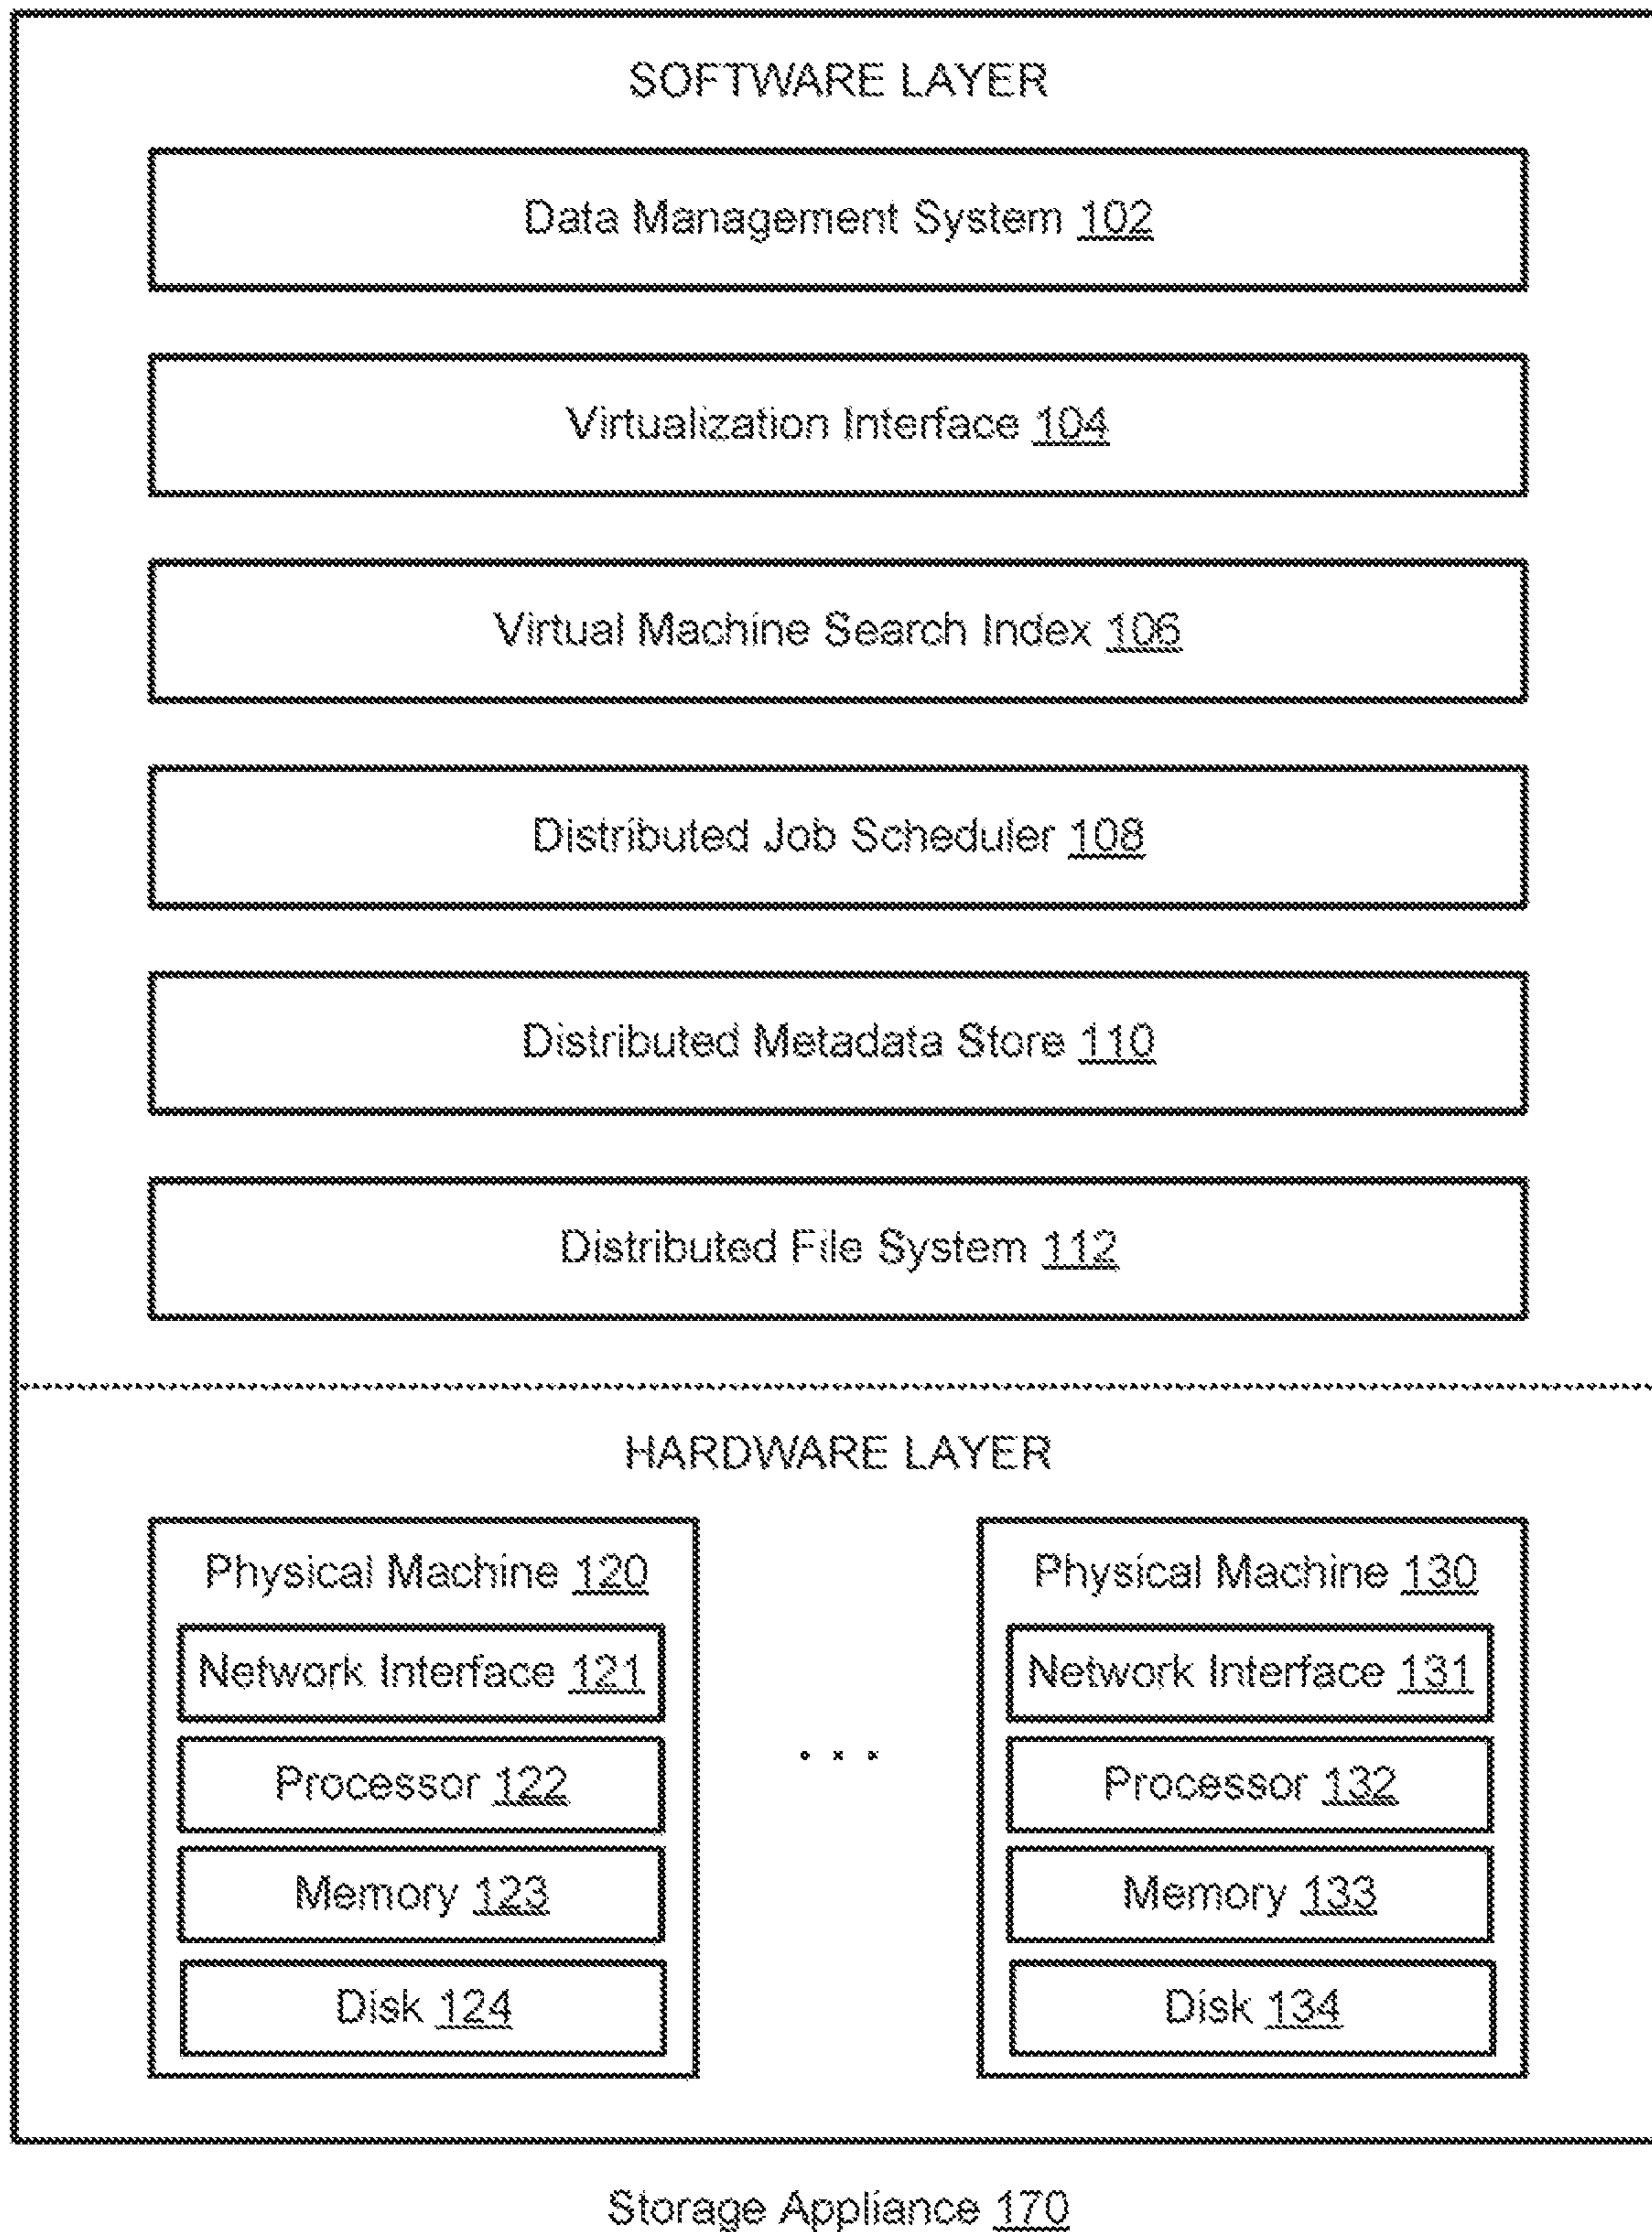 SOFTWARE LAYER
Data Management System 102
Virtualization Interface 104
Virtual Machine Search Index 106
Distributed Job Scheduler 108
Distributed Metadata Store 110
Distributed File System 112
HARDWARE LAYER
Physical Machine 120
Network Interface 121
Processor 122
Memory 123
Disk 124
. . .
Physical Machine 130
Network Interface 131
Processor 132
Memory 133
Disk 134
Storage Appliance 170